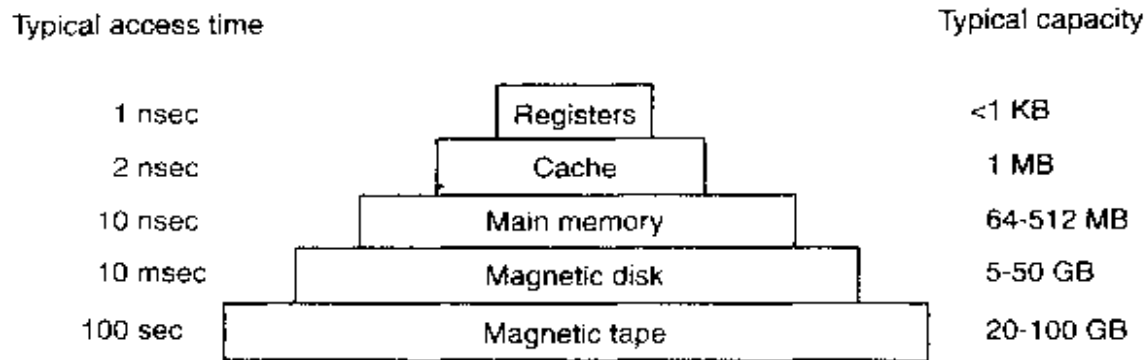 Typical access time Typical capacity
1 nsec Registers <1 KB
2 nsec Cache 1 MB
10 nsec Main memory 64-512 MB
10 msec Magnetic disk 5-50 GB
100 sec Magnetic tape 20-100 GB